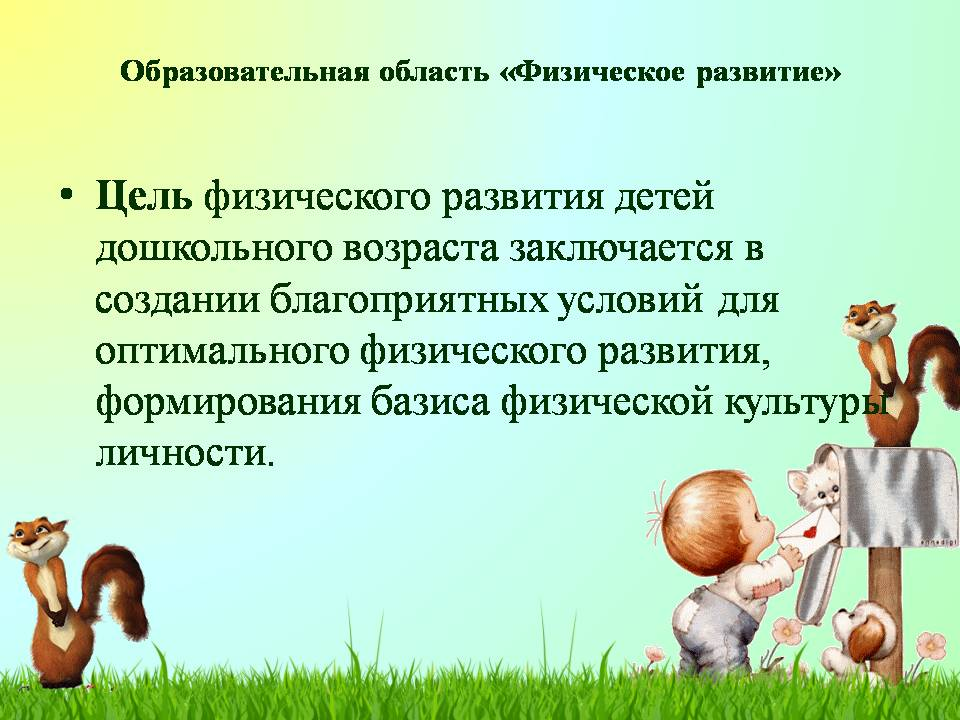 Образовательная область «Физическое развитие»
• Цель физического развития детей
дошкольного возраста заключается в
создании благоприятных условий для
оптимального физического развития,
формирования базиса физической культуры
личности.